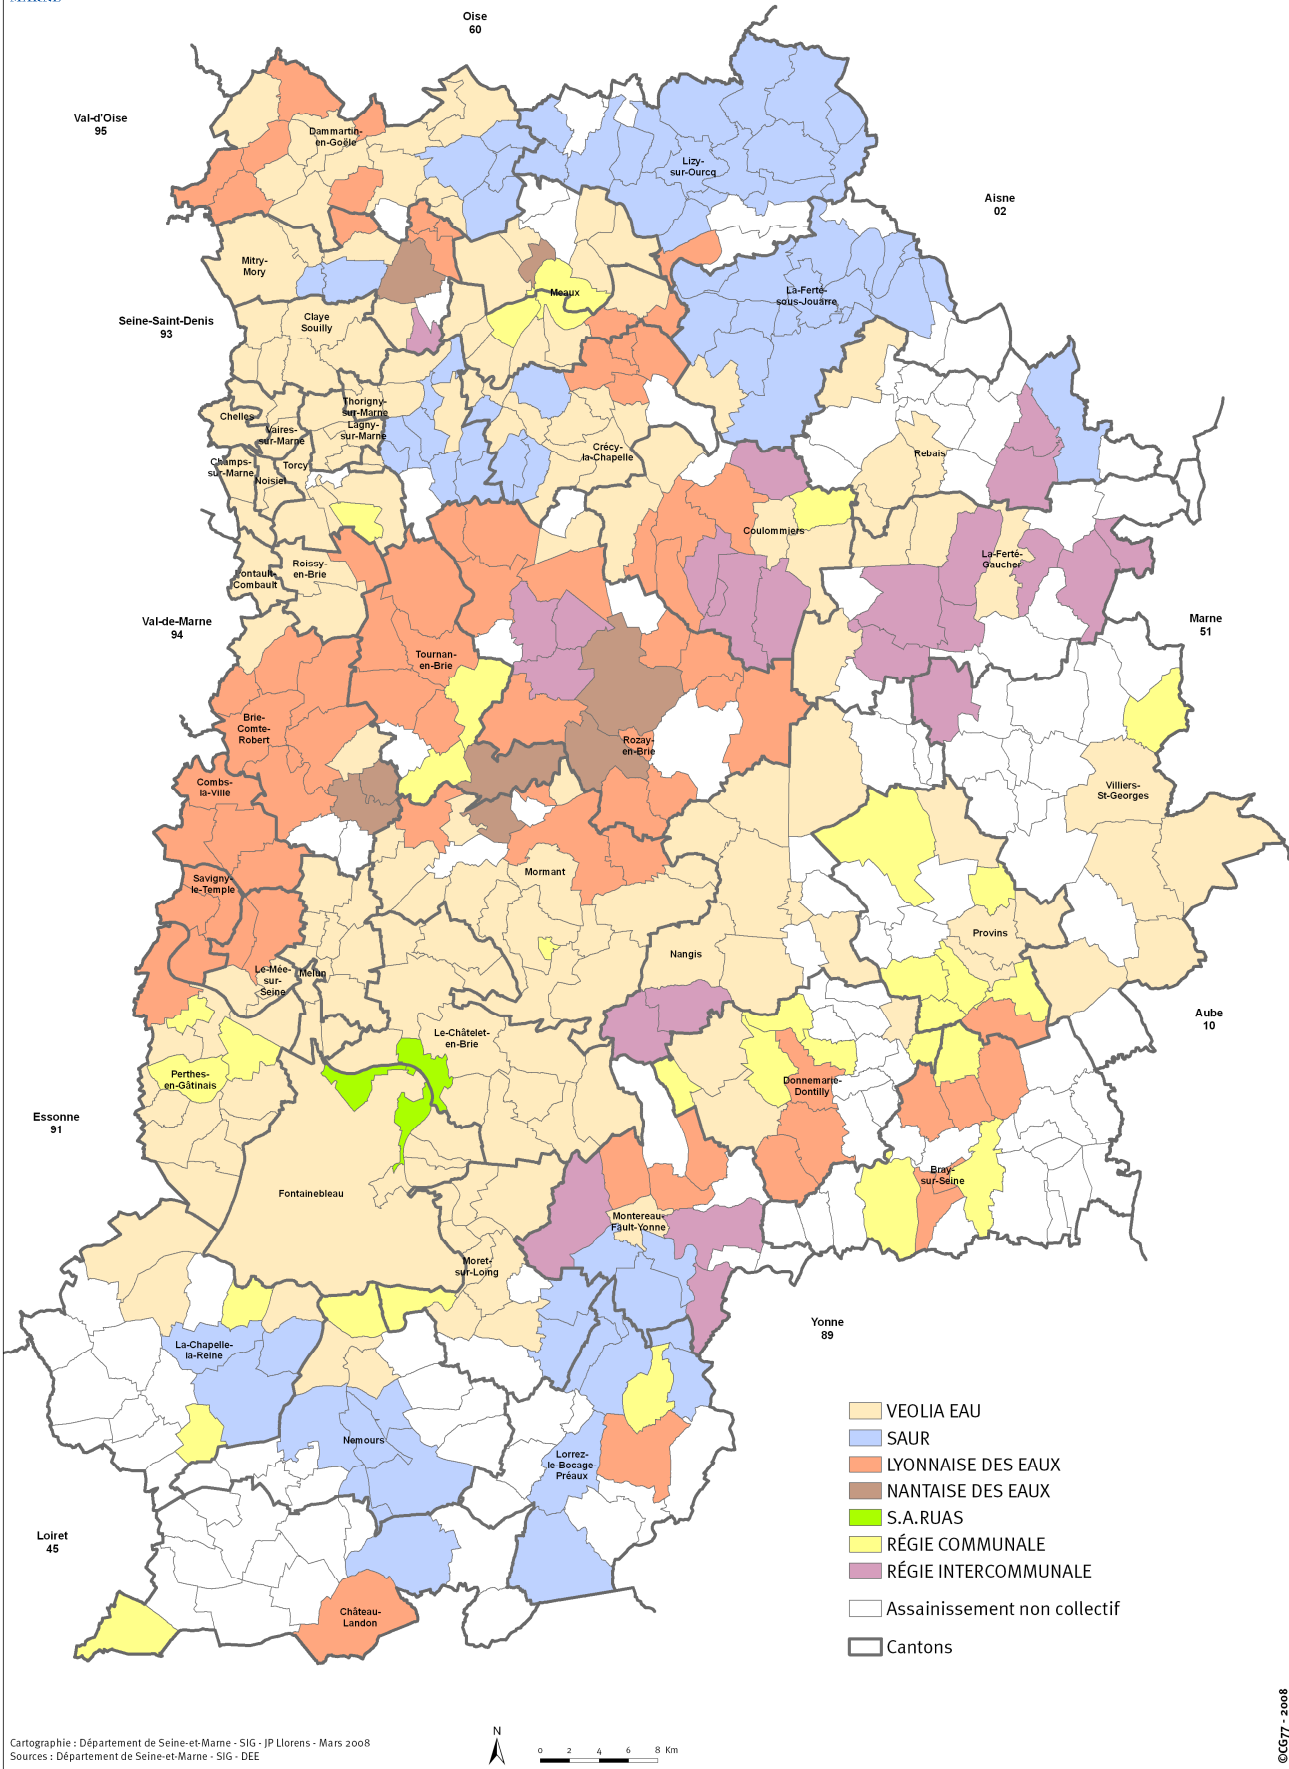 MARNE
Oise
60
Val-d'Oise
95
Dammartin-
en-Goële
Lizy-
sur-Ourcq
Aisne
02
Mitry-
Mory
Meaux
La-Ferté-
sous-Jouarre
Seine-Saint-Denis
93
Claye
Souilly
Thorigny-
sur-Marne
Chelles
Vaires-
sur-Marne
Lagny-
sur-Marne
Crécy-
la-Chapelle
Rebais
Champs-
sur-Marne
Torcy
Noisiel
Coulommiers
La-Ferté-
Gaucher
Roissy-
en-Brie
ontault-
Combault
Val-de-Marne
94
Marne
51
Tournan-
en-Brie
Brie-
Comte-
Robert
Rozay-
en-Brie
Combs-
la-Ville
Villiers-
St-Georges
Savigny-
le-Temple
Mormant
Provins
Nangis
Le-Mée-
sur-
Seine
Melun
Aube
10
Le-Châtelet-
en-Brie
Perthes-
en-Gâtinais
Donnemarie-
Dontilly
Essonne
91
Bray-
sur-Seine
Fontainebleau
Montereau-
Fault-Yonne
Moret-
sur-Loing
Yonne
89
La-Chapelle-
la-Reine
Nemours
Lorrez-
le-Bocage
Préaux
Loiret
45
Château-
Landon
VEOLIA EAU
SAUR
LYONNAISE DES EAUX
NANTAISE DES EAUX
S.A.RUAS
RÉGIE COMMUNALE
RÉGIE INTERCOMMUNALE
Assainissement non collectif
Cantons
N
0 2 4 6 8 Km
Cartographie : Département de Seine-et-Marne - SIG - JP Llorens - Mars 2008
Sources : Département de Seine-et-Marne - SIG - DEE
©CG77 - 2008